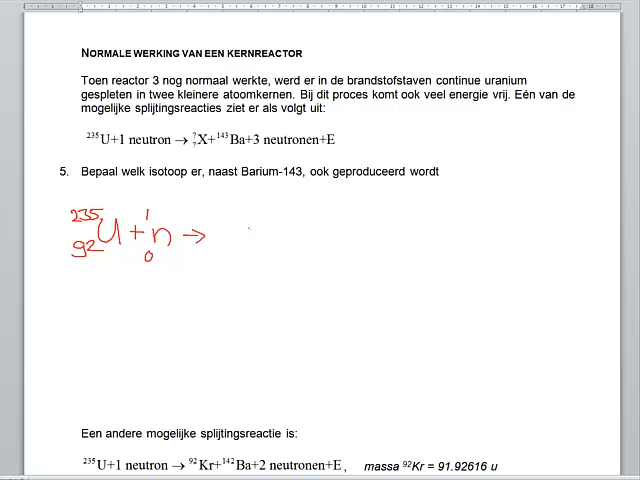 NORMALE WERKING VAN EEN KERNREACTOR
Toen reactor 3 nog normaal werkte, werd er in de brandstofstaven continue uranium
gespleten in twee kleinere atoomkernen. Bij dit proces komt ook veel energie vrij. Eén van de
mogelijke splijtingsreacties ziet er als volgt uit:
²³⁵U+1 neutron → ??X+¹⁴³Ba+3 neutronen+E
5. Bepaal welk isotoop er, naast Barium-143, ook geproduceerd wordt
²³⁵₉₂U + ¹₀n →
Een andere mogelijke splijtingsreactie is:
²³⁵U+1 neutron → ⁹²Kr+¹⁴²Ba+2 neutronen+E, massa ⁹²Kr = 91.92616 u